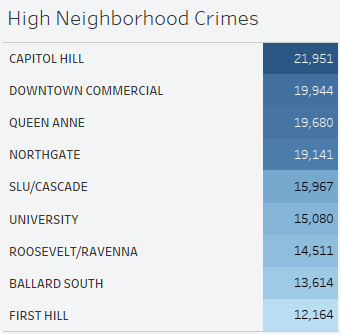 High Neighborhood Crimes
CAPITOL HILL 21,951
DOWNTOWN COMMERCIAL 19,944
QUEEN ANNE 19,680
NORTHGATE 19,141
SLU/CASCADE 15,967
UNIVERSITY 15,080
ROOSEVELT/RAVENNA 14,511
BALLARD SOUTH 13,614
FIRST HILL 12,164